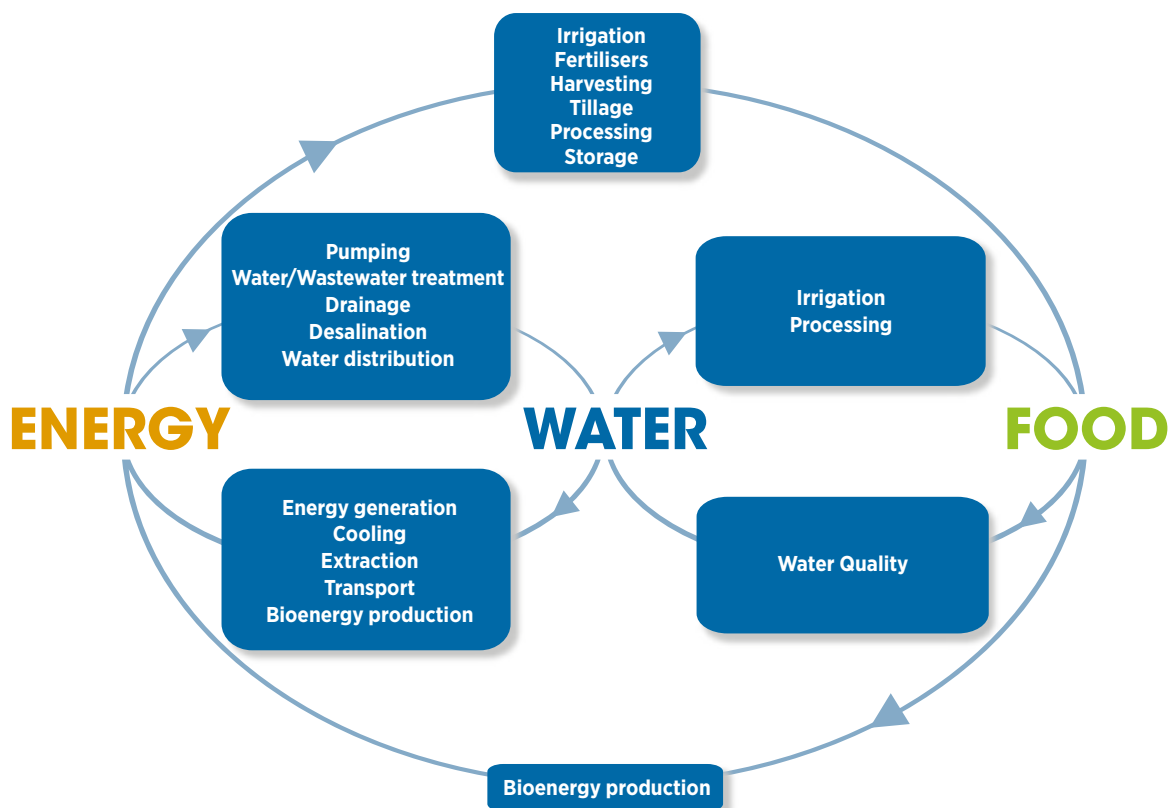 Irrigation
Fertilisers
Harvesting
Tillage
Processing
Storage
Pumping
Water/Wastewater treatment
Drainage
Desalination
Water distribution
Irrigation
Processing
ENERGY
WATER
FOOD
Energy generation
Cooling
Extraction
Transport
Bioenergy production
Water Quality
Bioenergy production